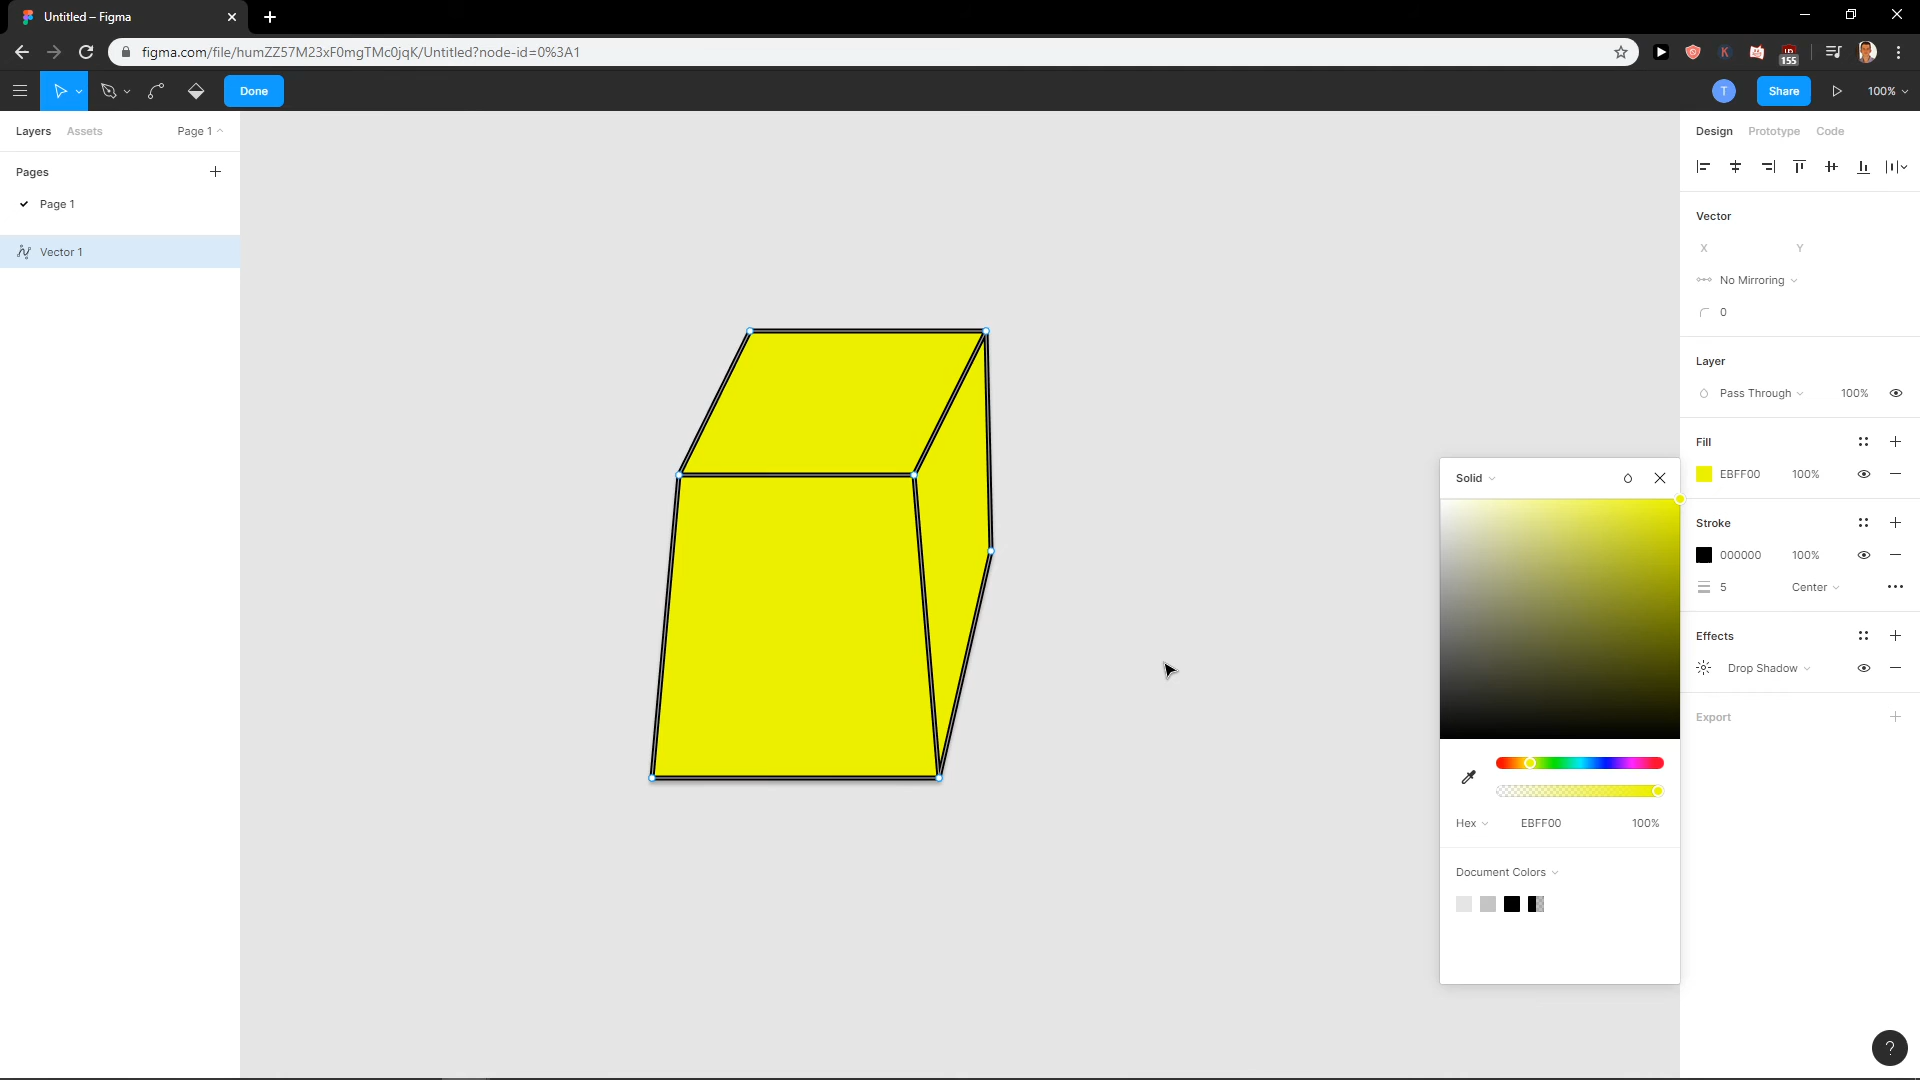 Untitled – Figma
figma.com/file/humZZ57M23xF0mgTMc0jqK/Untitled?node-id=0%3A1
K
155
Done
T
Share
100%
Layers Assets Page 1
Design Prototype Code
Pages
Page 1
Vector 1
Vector
X Y
No Mirroring
0
Layer
Pass Through 100%
Fill
EBFF00 100%
Stroke
000000 100%
5 Center
Effects
Drop Shadow
Export
Solid
Hex EBFF00 100%
Document Colors
?